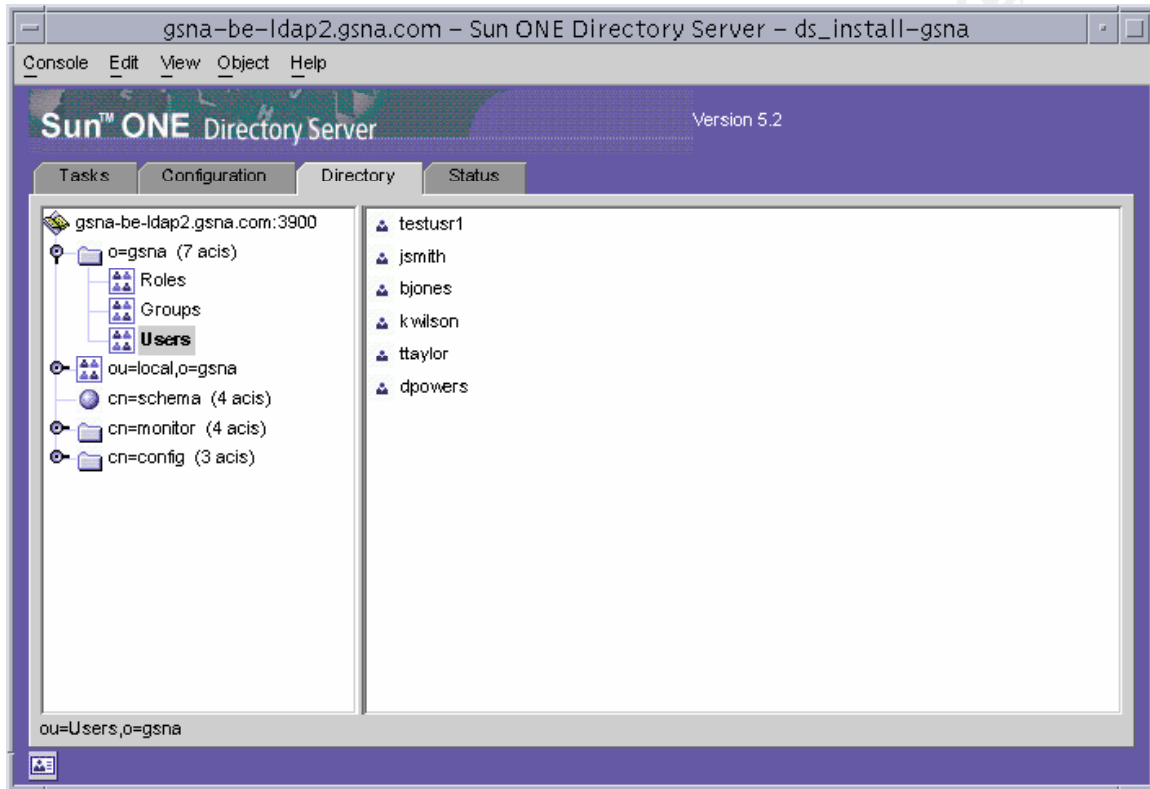 gsna-be-ldap2.gsna.com – Sun ONE Directory Server – ds_install-gsna
Console Edit View Object Help
Sun™ ONE Directory Server
Version 5.2
Tasks Configuration Directory Status
gsna-be-ldap2.gsna.com:3900
o=gsna (7 acis)
Roles
Groups
Users
ou=local,o=gsna
cn=schema (4 acis)
cn=monitor (4 acis)
cn=config (3 acis)
testusr1
jsmith
bjones
kwilson
ttaylor
dpowers
ou=Users,o=gsna